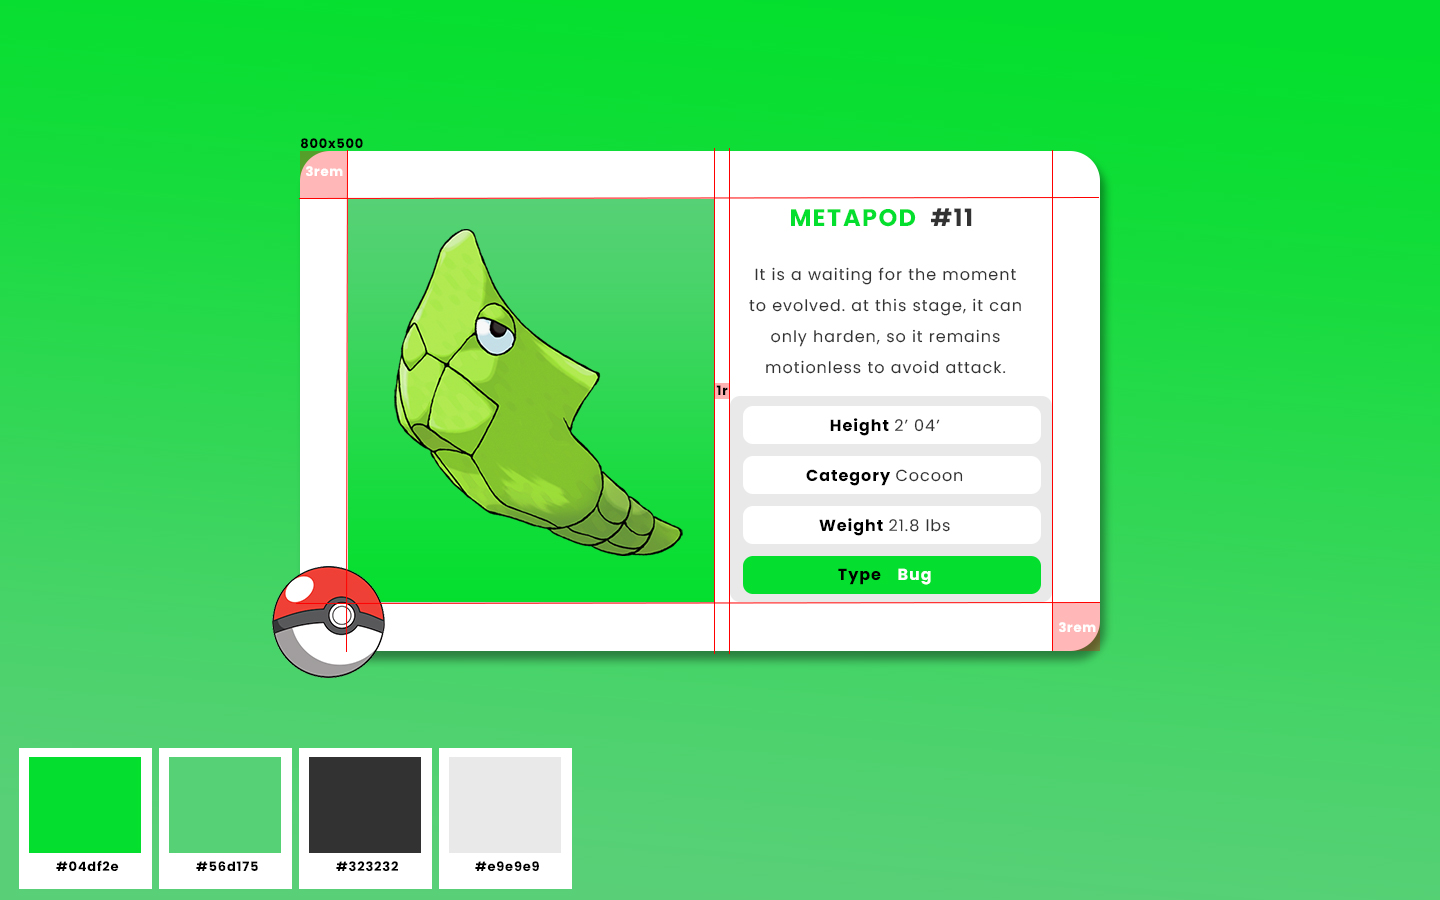 800x500
3rem
METAPOD #11
It is a waiting for the moment
to evolved. at this stage, it can
only harden, so it remains
motionless to avoid attack.
1r
Height 2’ 04’
Category Cocoon
Weight 21.8 lbs
Type Bug
3rem
#04df2e
#56d175
#323232
#e9e9e9